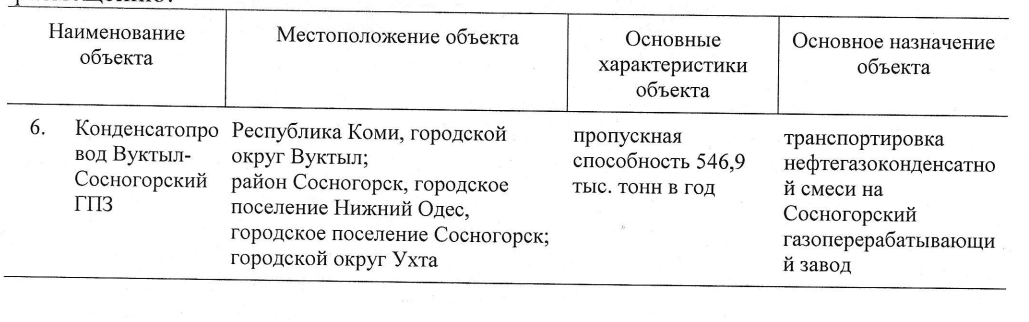 Наименование объекта
Местоположение объекта
Основные характеристики объекта
Основное назначение объекта
6. Конденсатопро
вод Вуктыл-
Сосногорский
ГПЗ
Республика Коми, городской
округ Вуктыл;
район Сосногорск, городское
поселение Нижний Одес,
городское поселение Сосногорск;
городской округ Ухта
пропускная
способность 546,9
тыс. тонн в год
транспортировка
нефтегазоконденсатно
й смеси на
Сосногорский
газоперерабатывающи
й завод